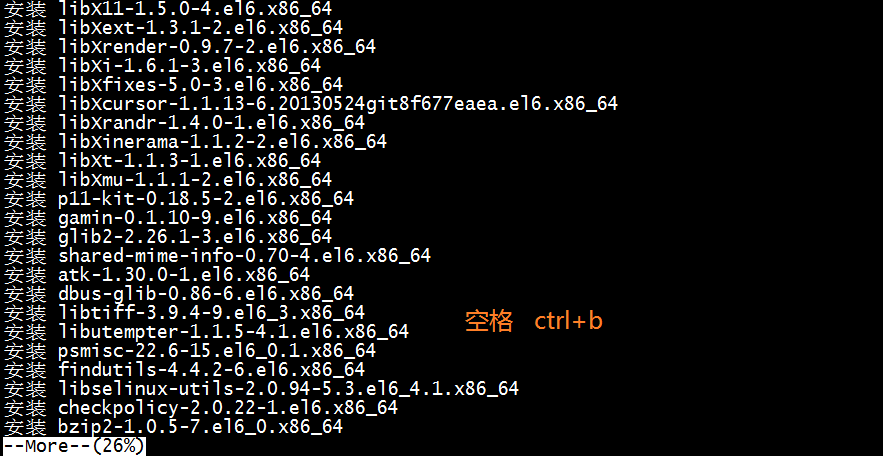 安装 libX11-1.5.0-4.el6.x86_64
安装 libXext-1.3.1-2.el6.x86_64
安装 libXrender-0.9.7-2.el6.x86_64
安装 libXi-1.6.1-3.el6.x86_64
安装 libXfixes-5.0-3.el6.x86_64
安装 libXcursor-1.1.13-6.20130524git8f677eaea.el6.x86_64
安装 libXrandr-1.4.0-1.el6.x86_64
安装 libXinerama-1.1.2-2.el6.x86_64
安装 libXt-1.1.3-1.el6.x86_64
安装 libXmu-1.1.1-2.el6.x86_64
安装 p11-kit-0.18.5-2.el6.x86_64
安装 gamin-0.1.10-9.el6.x86_64
安装 glib2-2.26.1-3.el6.x86_64
安装 shared-mime-info-0.70-4.el6.x86_64
安装 atk-1.30.0-1.el6.x86_64
安装 dbus-glib-0.86-6.el6.x86_64
安装 libtiff-3.9.4-9.el6_3.x86_64
安装 libutempter-1.1.5-4.1.el6.x86_64
空格 ctrl+b
安装 psmisc-22.6-15.el6_0.1.x86_64
安装 findutils-4.4.2-6.el6.x86_64
安装 libselinux-utils-2.0.94-5.3.el6_4.1.x86_64
安装 checkpolicy-2.0.22-1.el6.x86_64
安装 bzip2-1.0.5-7.el6_0.x86_64
--More--(26%)